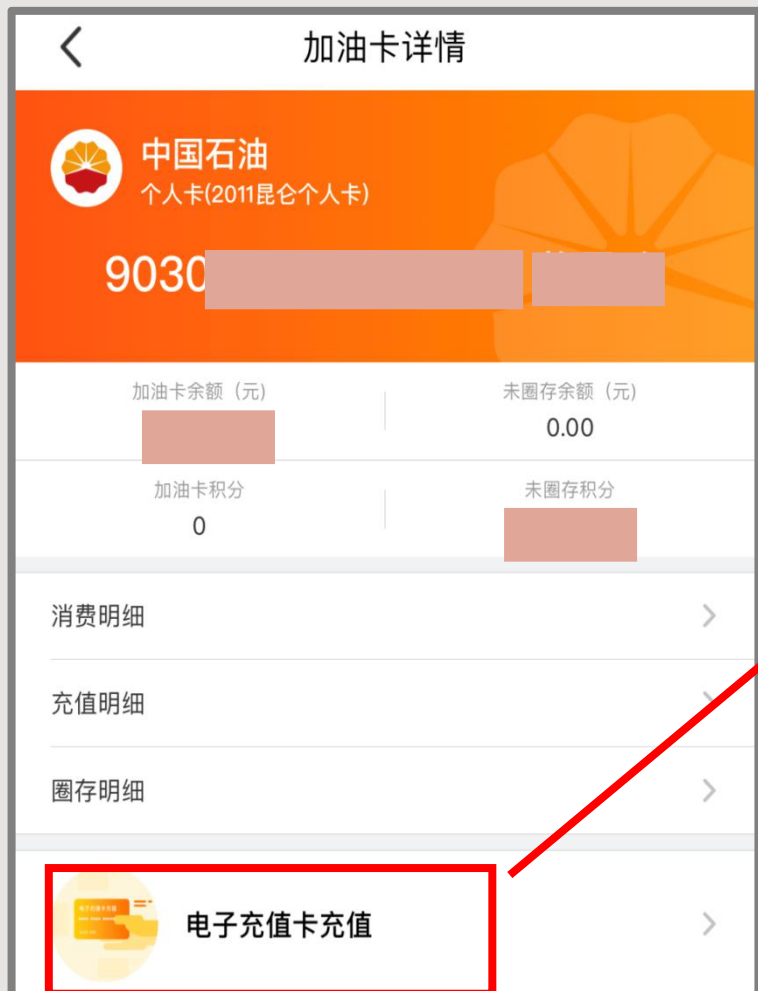 加油卡详情
中国石油
个人卡(2011昆仑个人卡)
9030
加油卡余额（元)
未圈存余额（元)
0.00
加油卡积分
未圈存积分
0
消费明细
充值明细
圈存明细
电子充值卡充值